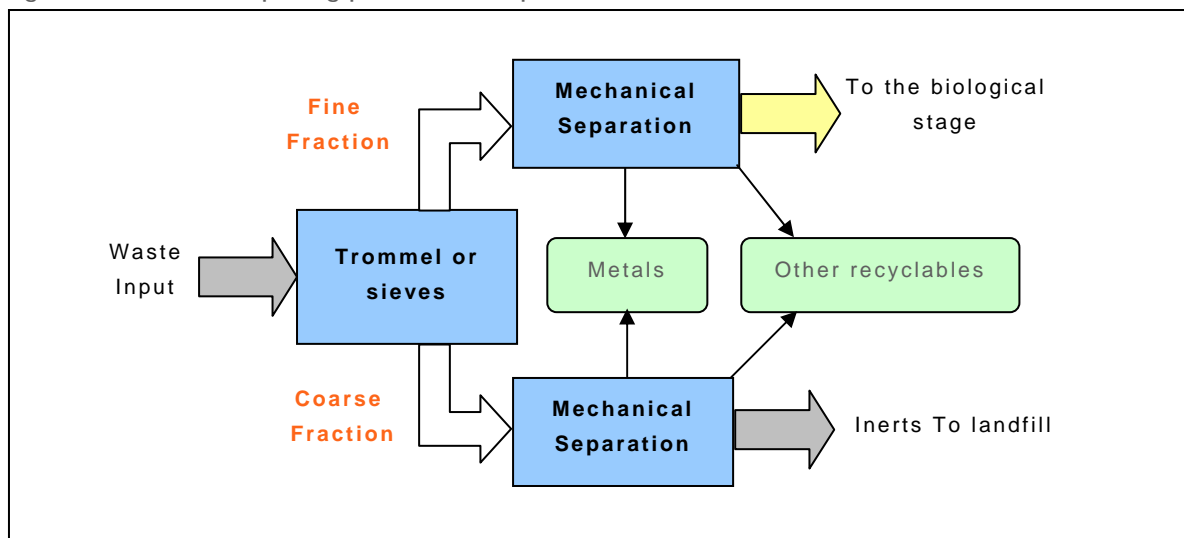 Mechanical
Separation
To the biological
stage
Fine
Fraction
Waste
Input
Trommel or
sieves
Metals
Other recyclables
Coarse
Fraction
Mechanical
Separation
Inerts To landfill